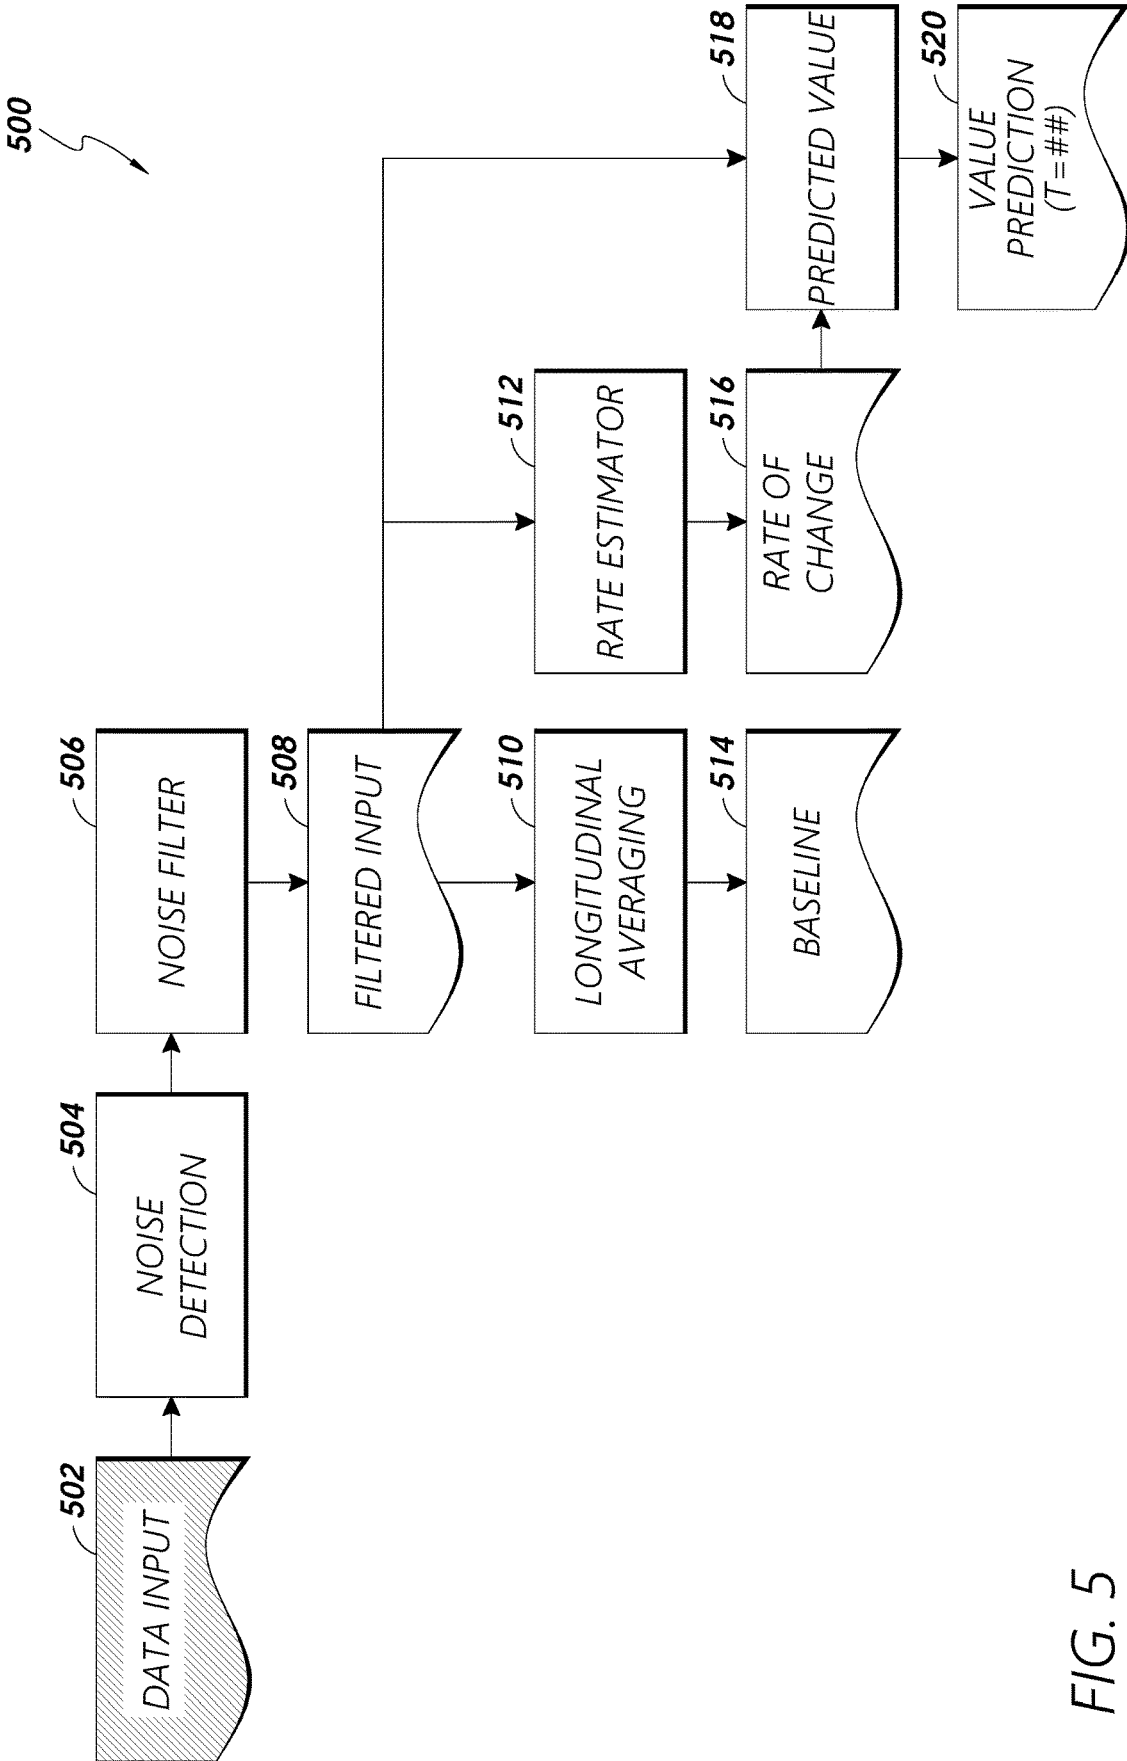 500
502
DATA INPUT
504
NOISE
DETECTION
506
NOISE FILTER
508
FILTERED INPUT
510
LONGITUDINAL
AVERAGING
512
RATE ESTIMATOR
514
BASELINE
516
RATE OF
CHANGE
518
PREDICTED VALUE
520
VALUE
PREDICTION
(T=##)
FIG. 5